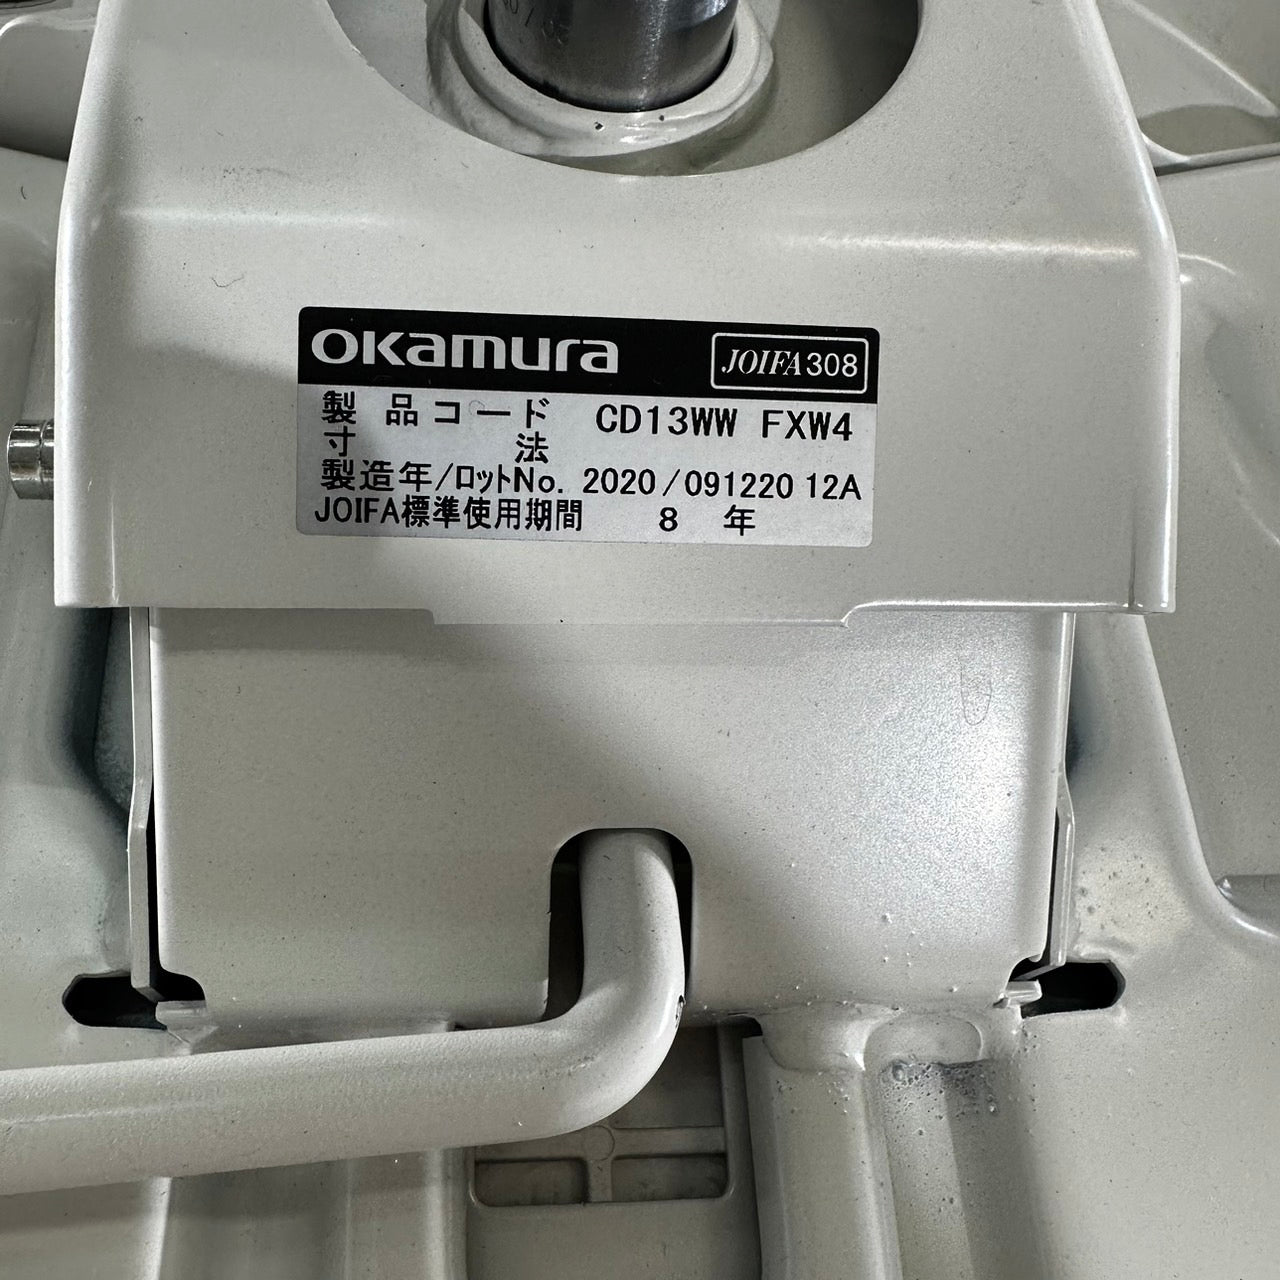 OKAMURA
JOIFA308
製品コード CD13WW FXW4
寸法
製造年/ロットNo. 2020/091220 12A
JOIFA標準使用期間 8 年